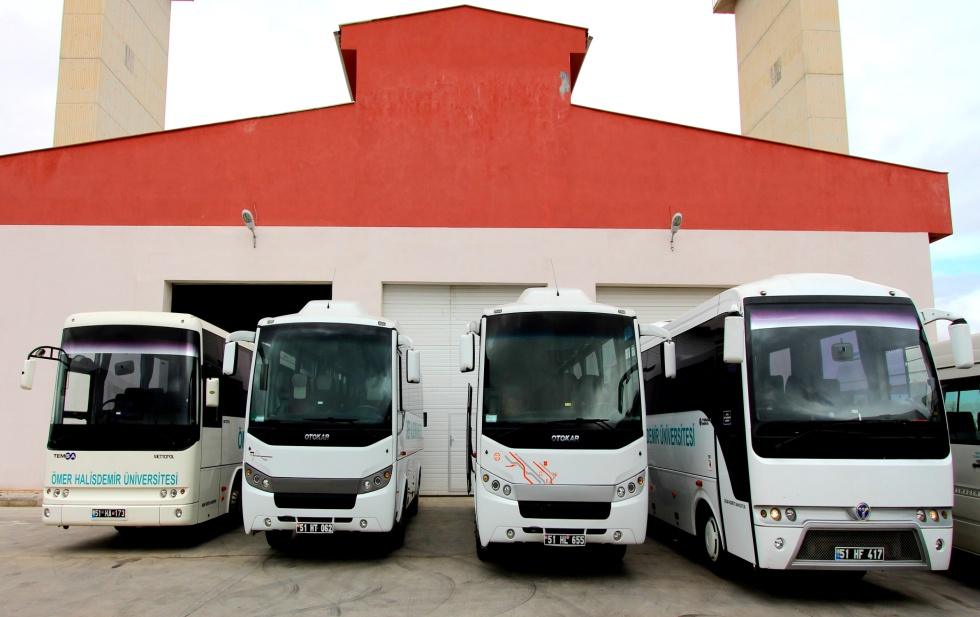 TEMSA
METROPOL
ÖMER HALİSDEMİR ÜNİVERSİTESİ
51 HA 173
OTOKAR
51 HT 062
OTOKAR
51 HL 655
DEMİR ÜNİVERSİTESİ
51 HF 417